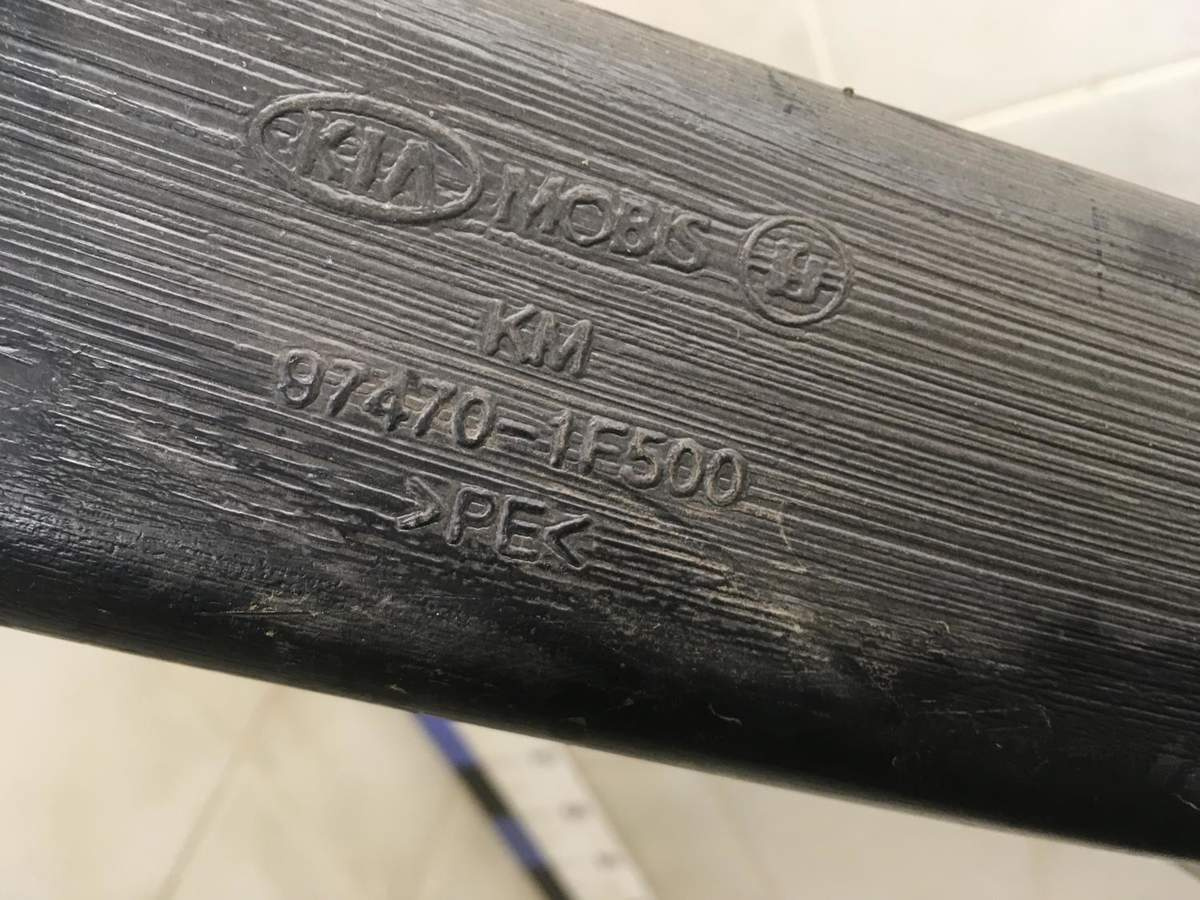 KIA MOBIS
KM
97470-1F500
>PE<